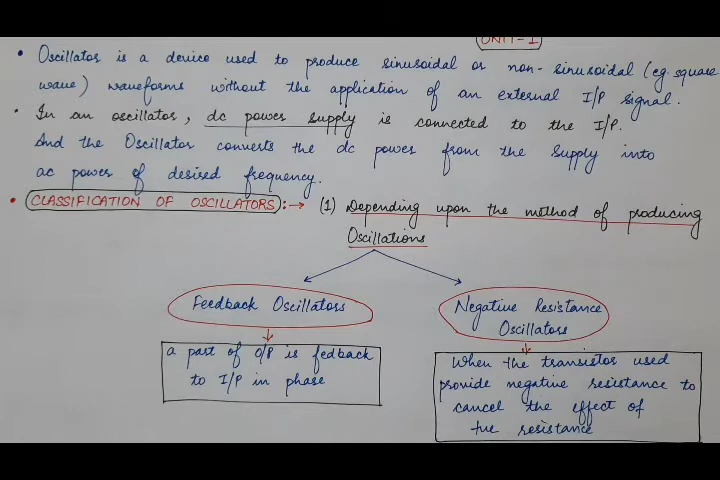 UNIT-1
• Oscillator is a device used to produce sinusoidal or non-sinusoidal (eg. square
wave) waveforms without the application of an external I/P signal.
• In an oscillator, dc power supply is connected to the I/P.
And the Oscillator converts the dc power from the supply into
ac power of desired frequency.
• CLASSIFICATION OF OSCILLATORS :- → (1) Depending upon the method of producing
Oscillations
Feedback Oscillators
a part of O/P is fedback
to I/P in phase
Negative Resistance
Oscillators
When the transistor used
provide negative resistance to
cancel the effect of
+ve resistance